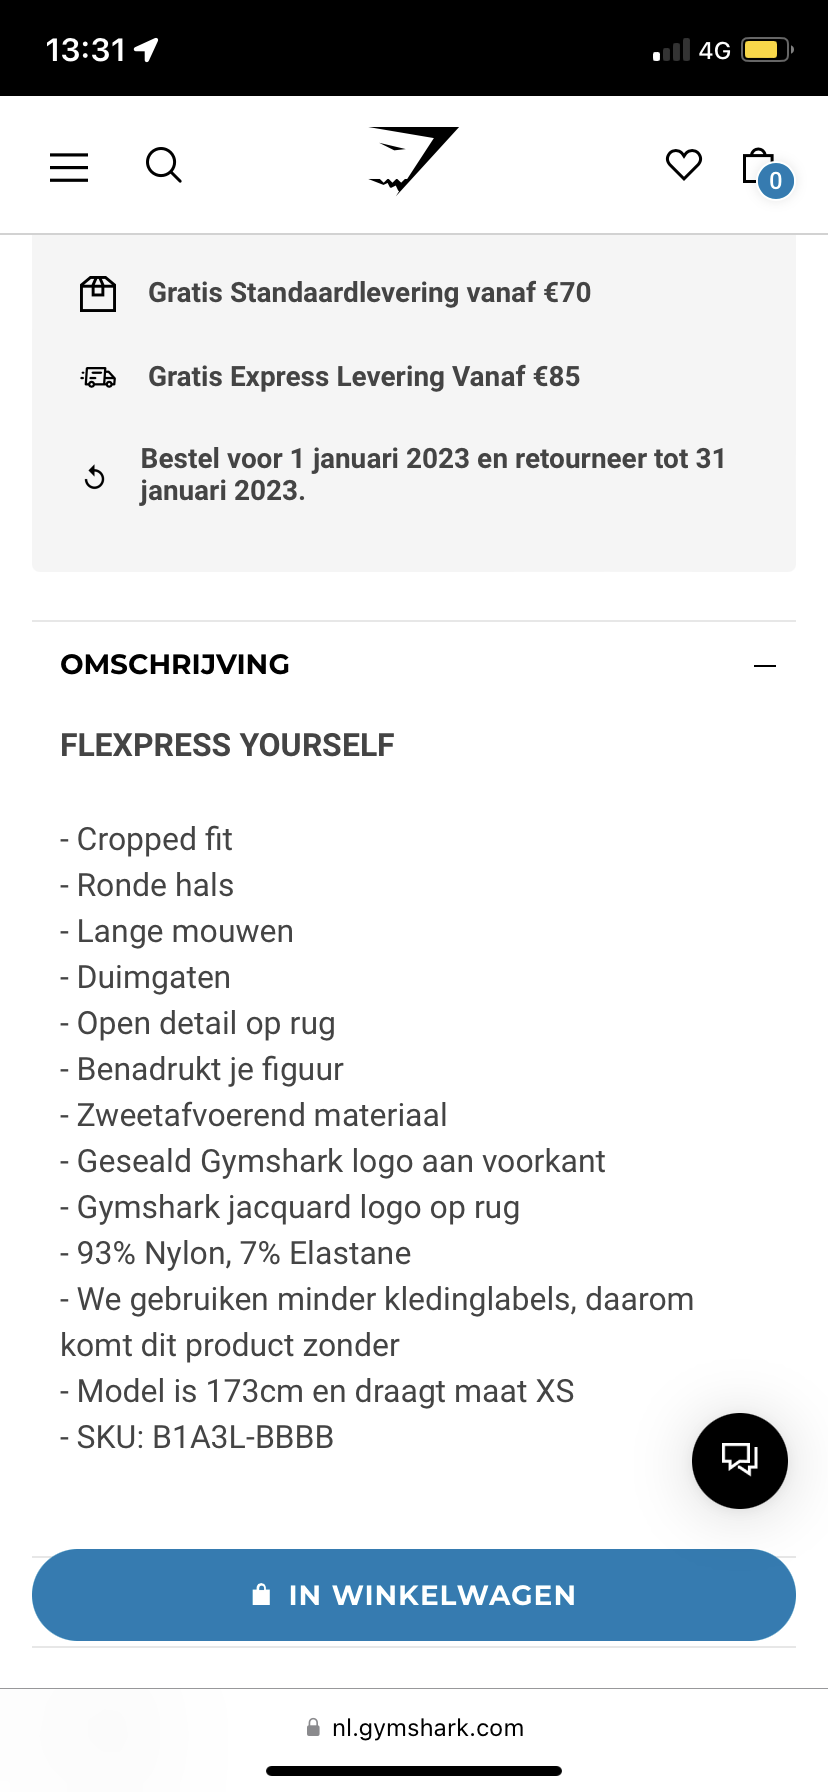 13:31
4G
0
Gratis Standaardlevering vanaf €70
Gratis Express Levering Vanaf €85
Bestel voor 1 januari 2023 en retourneer tot 31
januari 2023.
OMSCHRIJVING
FLEXPRESS YOURSELF
- Cropped fit
- Ronde hals
- Lange mouwen
- Duimgaten
- Open detail op rug
- Benadrukt je figuur
- Zweetafvoerend materiaal
- Geseald Gymshark logo aan voorkant
- Gymshark jacquard logo op rug
- 93% Nylon, 7% Elastane
- We gebruiken minder kledinglabels, daarom
komt dit product zonder
- Model is 173cm en draagt maat XS
- SKU: B1A3L-BBBB
IN WINKELWAGEN
nl.gymshark.com